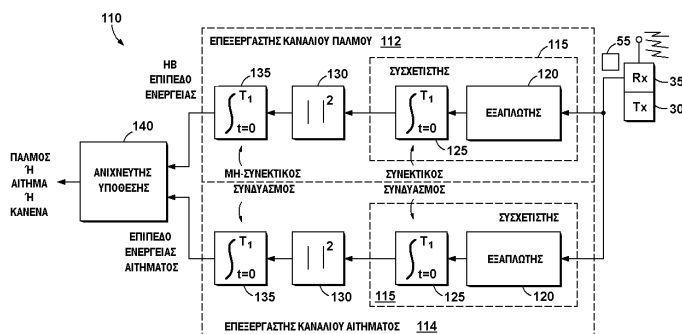 110
ΕΠΕΞΕΡΓΑΣΤΗΣ ΚΑΝΑΛΙΟΥ ΠΑΛΜΟΥ 112
115
55
ΗΒ
ΕΠΙΠΕΔΟ
ΕΝΕΡΓΕΙΑΣ
135
130
ΣΥΣΧΕΤΙΣΤΗΣ
120
Rx
35
Tx
30
T1
t=0
| | 2
T1
t=0
125
ΕΞΑΠΛΩΤΗΣ
140
ΑΝΙΧΝΕΥΤΗΣ
ΥΠΟΘΕΣΗΣ
ΠΑΛΜΟΣ
Ή
ΑΙΤΗΜΑ
Ή
ΚΑΝΕΝΑ
ΜΗ-ΣΥΝΕΚΤΙΚΟΣ
ΣΥΝΔΥΑΣΜΟΣ
ΣΥΝΕΚΤΙΚΟΣ
ΣΥΝΔΥΑΣΜΟΣ
ΕΠΙΠΕΔΟ
ΕΝΕΡΓΕΙΑΣ
ΑΙΤΗΜΑΤΟΣ
ΣΥΣΧΕΤΙΣΤΗΣ
T1
t=0
135
| | 2
130
T1
t=0
115
125
ΕΞΑΠΛΩΤΗΣ
120
ΕΠΕΞΕΡΓΑΣΤΗΣ ΚΑΝΑΛΙΟΥ ΑΙΤΗΜΑΤΟΣ 114